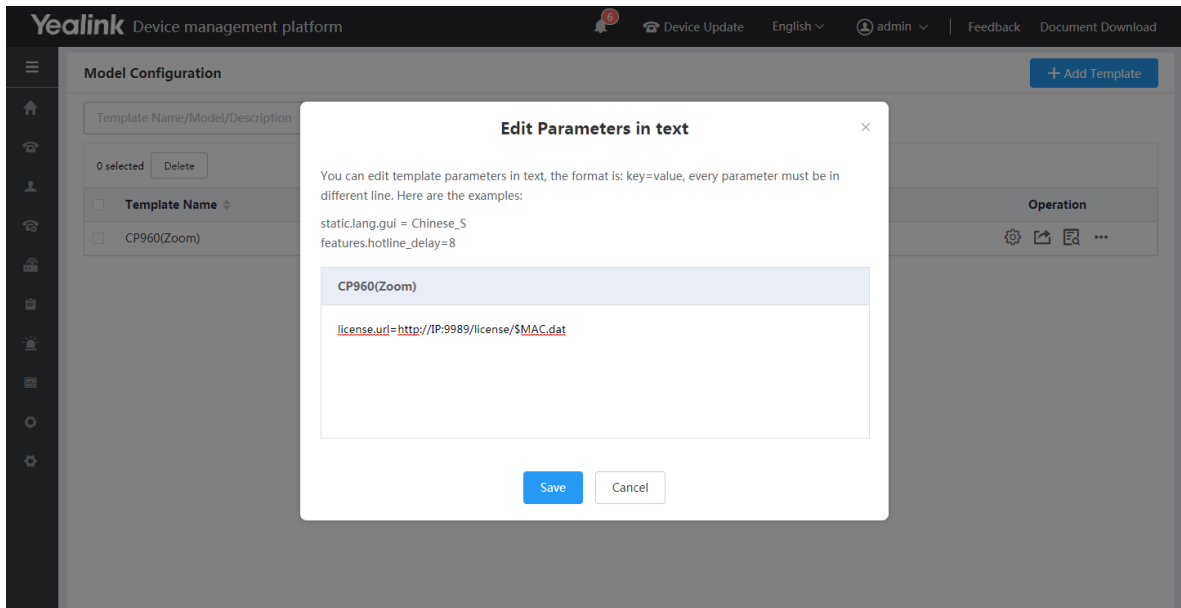 Yealink Device management platform
6
Device Update
English
admin
Feedback
Document Download
Model Configuration
+ Add Template
Template Name/Model/Description
0 selected
Delete
Template Name
Operation
CP960(Zoom)
Edit Parameters in text
You can edit template parameters in text, the format is: key=value, every parameter must be in
different line. Here are the examples:
static.lang.gui = Chinese_S
features.hotline_delay=8
CP960(Zoom)
license.url=http://IP:9989/license/$MAC.dat
Save
Cancel